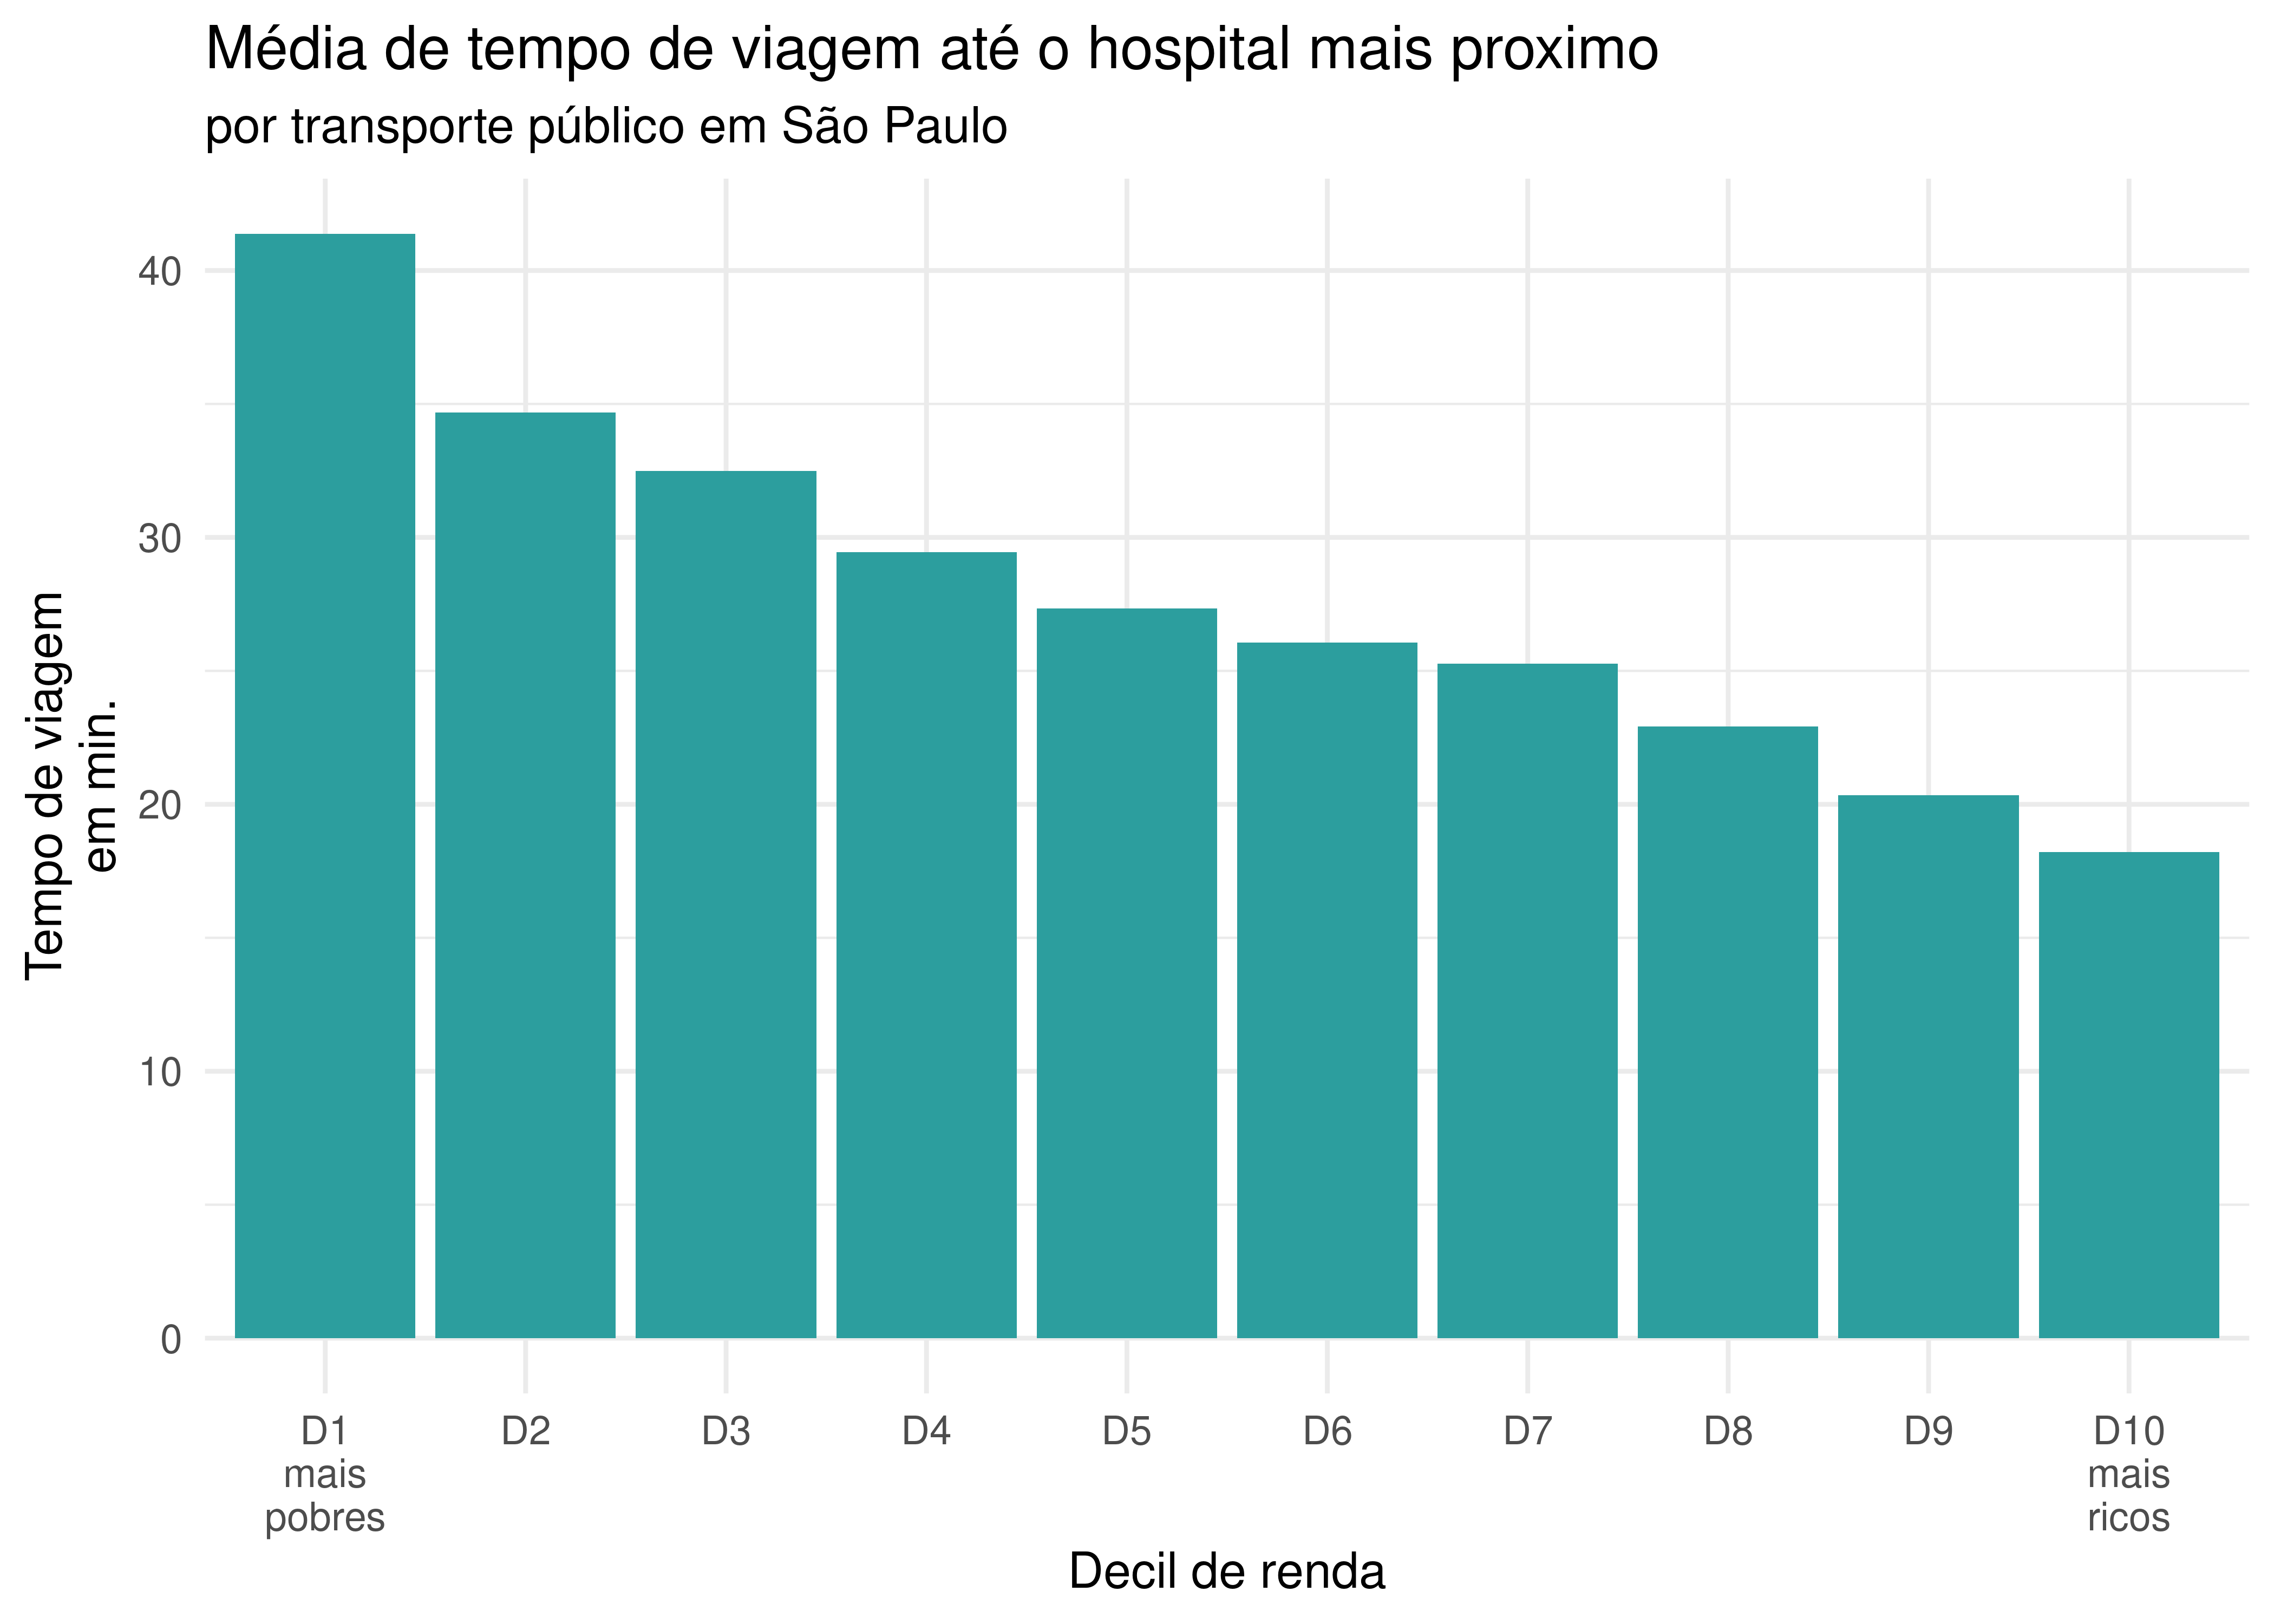 Média de tempo de viagem até o hospital mais proximo
por transporte público em São Paulo
Tempo de viagem
em min.
40
30
20
10
0
D1
mais
pobres
D2
D3
D4
D5
D6
D7
D8
D9
D10
mais
ricos
Decil de renda